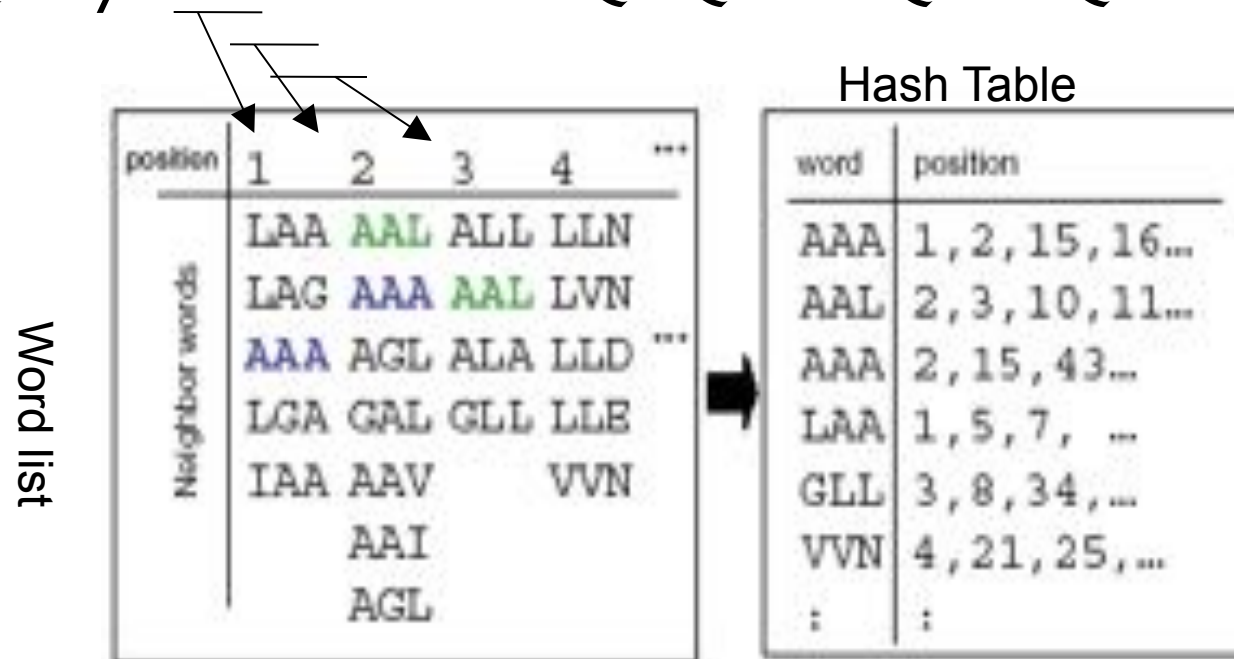 Hash Table
position 1 2 3 4 ...
LAA AAL ALL LLN
LAG AAA AAL LVN
AAA AGL ALA LLD ...
LGA GAL GLL LLE
IAA AAV VVN
AAI
AGL
Neighbor words
Word list
word position
AAA 1,2,15,16...
AAL 2,3,10,11...
AAA 2,15,43...
LAA 1,5,7, ...
GLL 3,8,34,...
VVN 4,21,25,...
: :